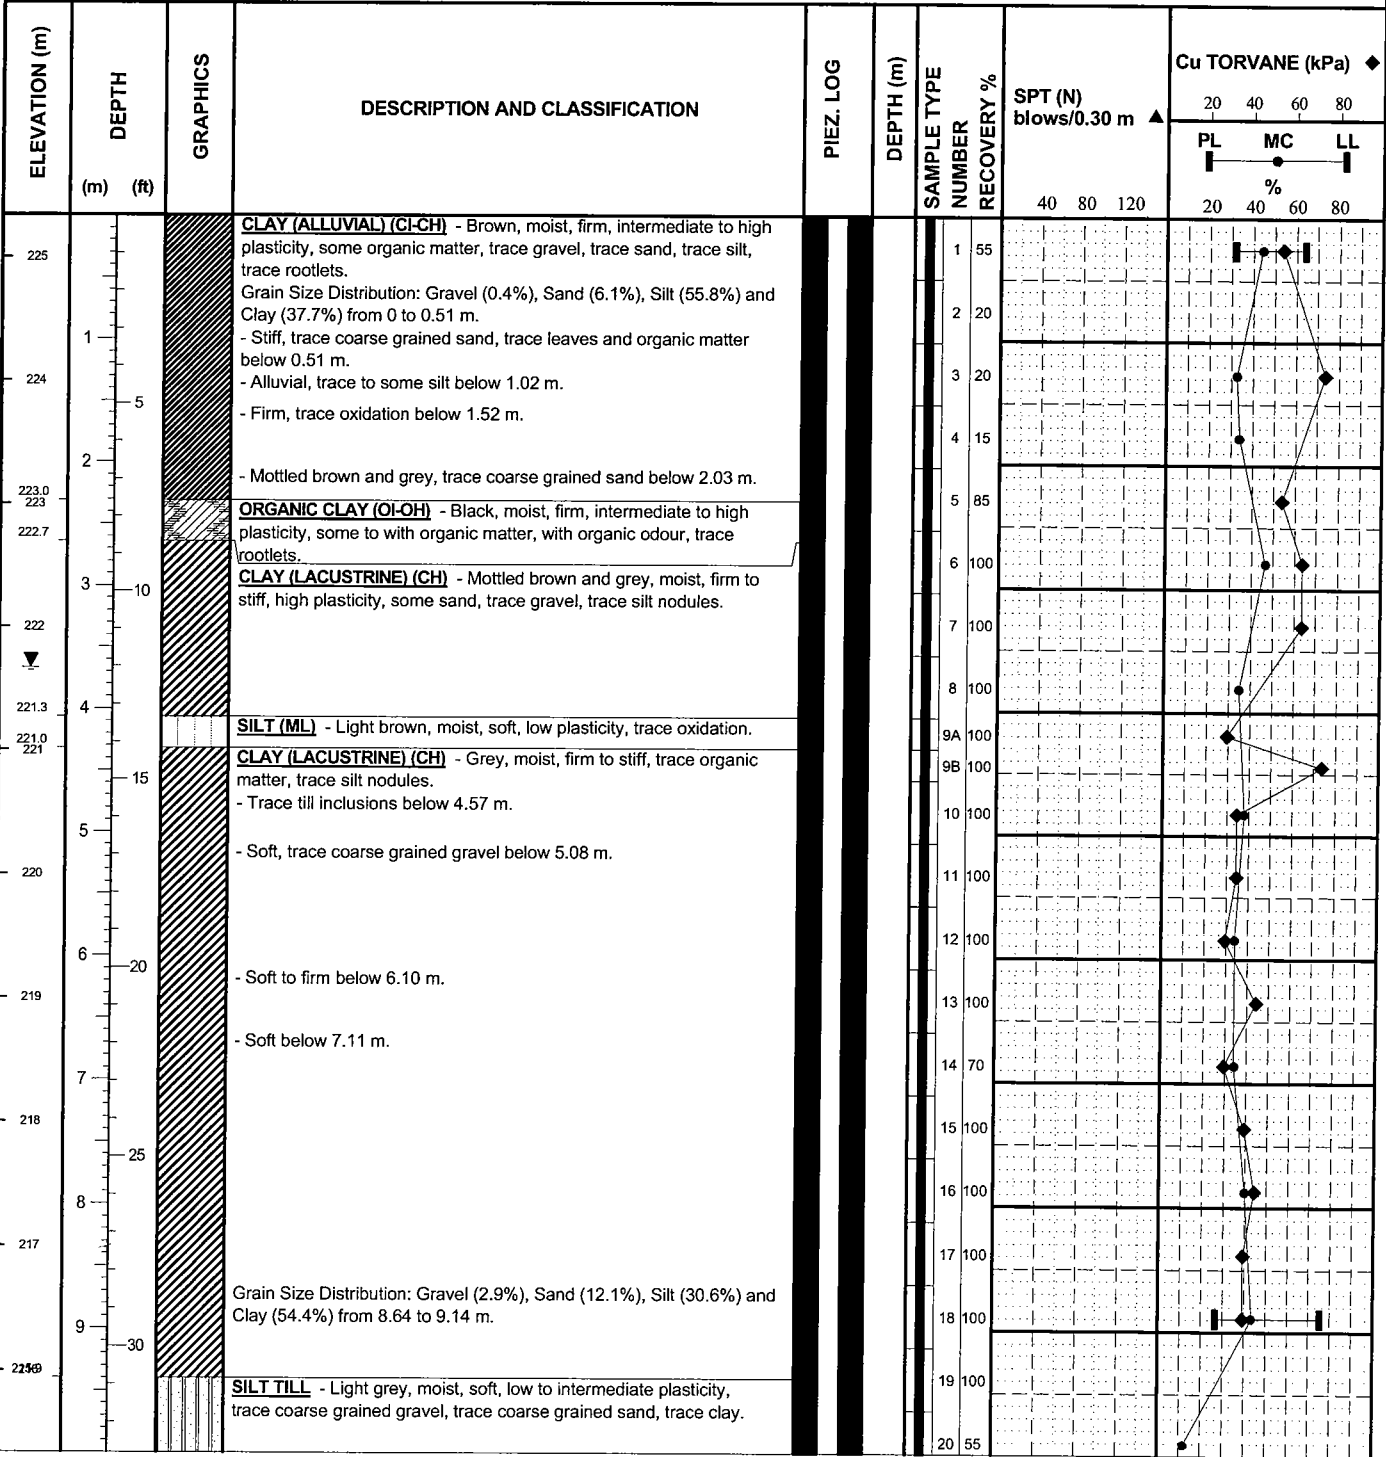 ELEVATION (m)
DEPTH
(m) (ft)
GRAPHICS
DESCRIPTION AND CLASSIFICATION
PIEZ. LOG
DEPTH (m)
SAMPLE TYPE
NUMBER
RECOVERY %
SPT (N)
blows/0.30 m
40 80 120
Cu TORVANE (kPa)
20 40 60 80
PL MC LL
%
20 40 60 80
CLAY (ALLUVIAL) (CI-CH) - Brown, moist, firm, intermediate to high
plasticity, some organic matter, trace gravel, trace sand, trace silt,
trace rootlets.
Grain Size Distribution: Gravel (0.4%), Sand (6.1%), Silt (55.8%) and
Clay (37.7%) from 0 to 0.51 m.
- Stiff, trace coarse grained sand, trace leaves and organic matter
below 0.51 m.
- Alluvial, trace to some silt below 1.02 m.
- Firm, trace oxidation below 1.52 m.
- Mottled brown and grey, trace coarse grained sand below 2.03 m.
ORGANIC CLAY (OI-OH) - Black, moist, firm, intermediate to high
plasticity, some to with organic matter, with organic odour, trace
rootlets.
CLAY (LACUSTRINE) (CH) - Mottled brown and grey, moist, firm to
stiff, high plasticity, some sand, trace gravel, trace silt nodules.
SILT (ML) - Light brown, moist, soft, low plasticity, trace oxidation.
CLAY (LACUSTRINE) (CH) - Grey, moist, firm to stiff, trace organic
matter, trace silt nodules.
- Trace till inclusions below 4.57 m.
- Soft, trace coarse grained gravel below 5.08 m.
- Soft to firm below 6.10 m.
- Soft below 7.11 m.
Grain Size Distribution: Gravel (2.9%), Sand (12.1%), Silt (30.6%) and
Clay (54.4%) from 8.64 to 9.14 m.
SILT TILL - Light grey, moist, soft, low to intermediate plasticity,
trace coarse grained gravel, trace coarse grained sand, trace clay.
225
224
223.0
223
222.7
222
221.3
221.0
221
220
219
218
217
1
2
3
4
5
6
7
8
9
5
10
15
20
25
30
1 55
2 20
3 20
4 15
5 85
6 100
7 100
8 100
9A 100
9B 100
10 100
11 100
12 100
13 100
14 70
15 100
16 100
17 100
18 100
19 100
20 55